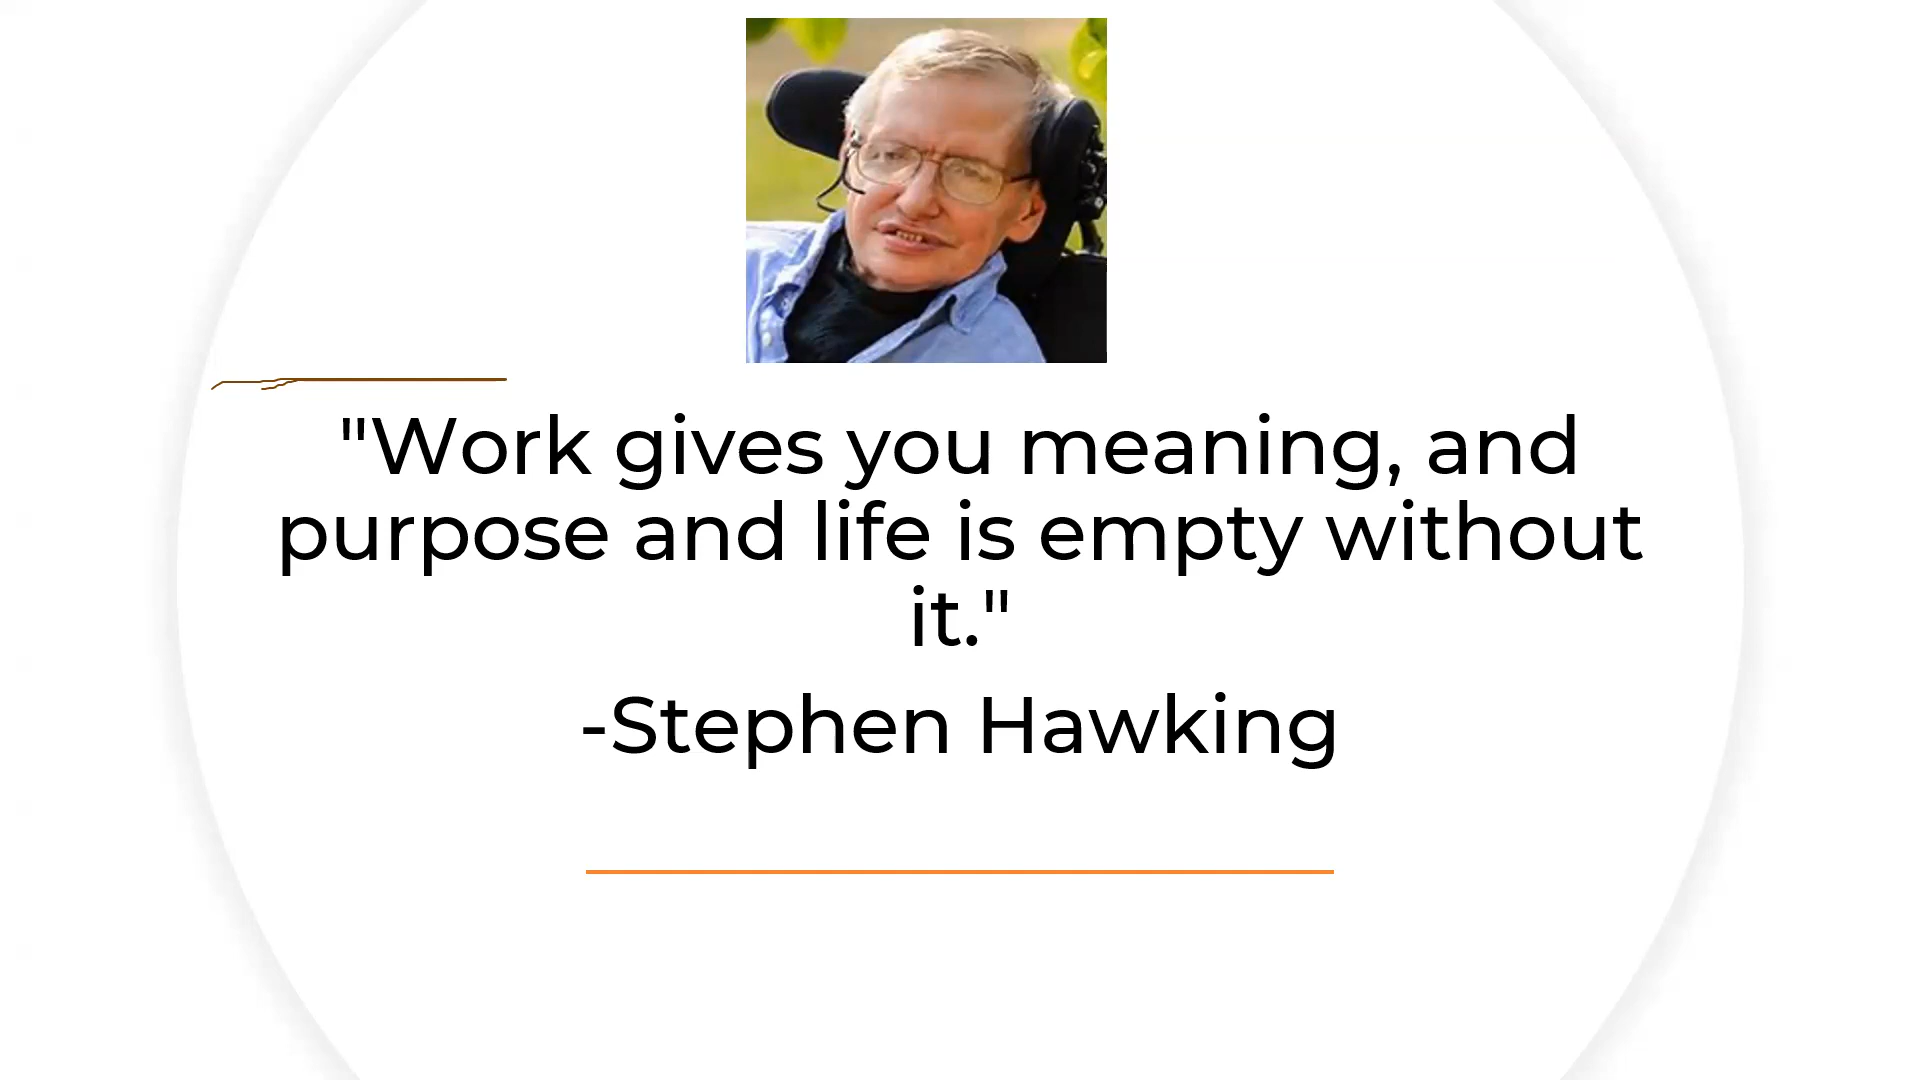 "Work gives you meaning, and
purpose and life is empty without
it."
-Stephen Hawking